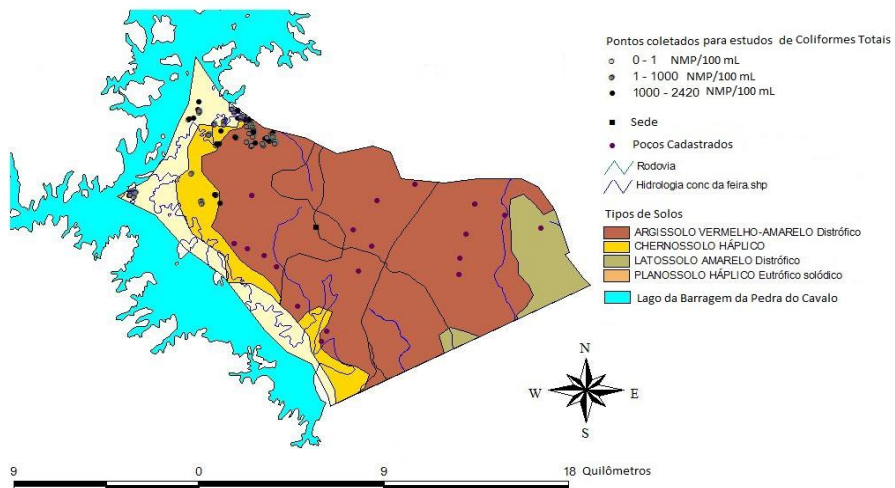 Pontos coletados para estudos de Coliformes Totais
0 - 1 NMP/100 mL
1 - 1000 NMP/100 mL
1000 - 2420 NMP/100 mL
Sede
Pocos Cadastrados
Rodovia
Hidrologia conc da feira.shp
Tipos de Solos
ARGISSOLO VERMELHO-AMARELO Distrófico
CHERNOSSOLO HÁPLICO
LATOSSOLO AMARELO Distrófico
PLANOSSOLO HÁPLICO Eutrófico solódico
Lago da Barragem da Pedra do Cavalo
N
W E
S
9 0 9 18 Quilômetros